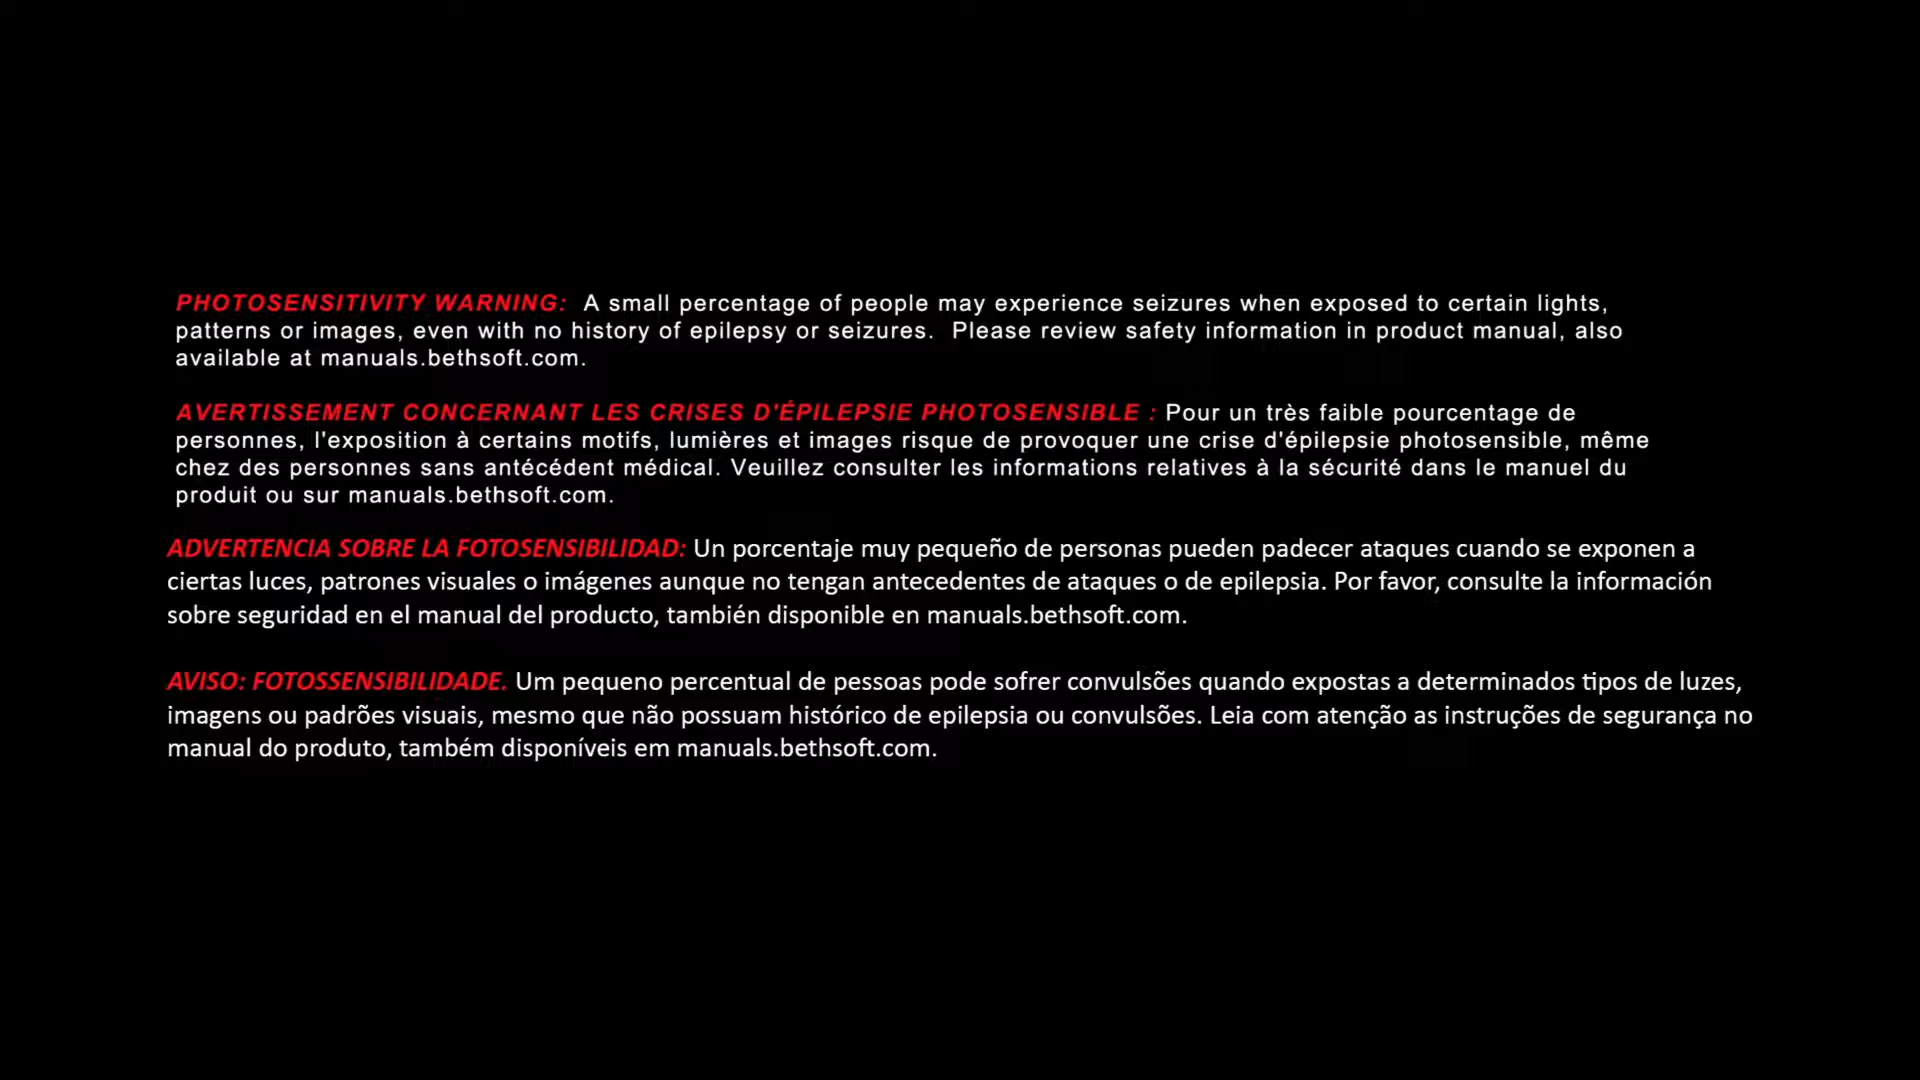 PHOTOSENSITIVITY WARNING: A small percentage of people may experience seizures when exposed to certain lights,
patterns or images, even with no history of epilepsy or seizures. Please review safety information in product manual, also
available at manuals.bethsoft.com.
AVERTISSEMENT CONCERNANT LES CRISES D'ÉPILEPSIE PHOTOSENSIBLE : Pour un très faible pourcentage de
personnes, l'exposition à certains motifs, lumières et images risque de provoquer une crise d'épilepsie photosensible, même
chez des personnes sans antécédent médical. Veuillez consulter les informations relatives à la sécurité dans le manuel du
produit ou sur manuals.bethsoft.com.
ADVERTENCIA SOBRE LA FOTOSENSIBILIDAD: Un porcentaje muy pequeño de personas pueden padecer ataques cuando se exponen a
ciertas luces, patrones visuales o imágenes aunque no tengan antecedentes de ataques o de epilepsia. Por favor, consulte la información
sobre seguridad en el manual del producto, también disponible en manuals.bethsoft.com.
AVISO: FOTOSSENSIBILIDADE. Um pequeno percentual de pessoas pode sofrer convulsões quando expostas a determinados tipos de luzes,
imagens ou padrões visuais, mesmo que não possuam histórico de epilepsia ou convulsões. Leia com atenção as instruções de segurança no
manual do produto, também disponíveis em manuals.bethsoft.com.